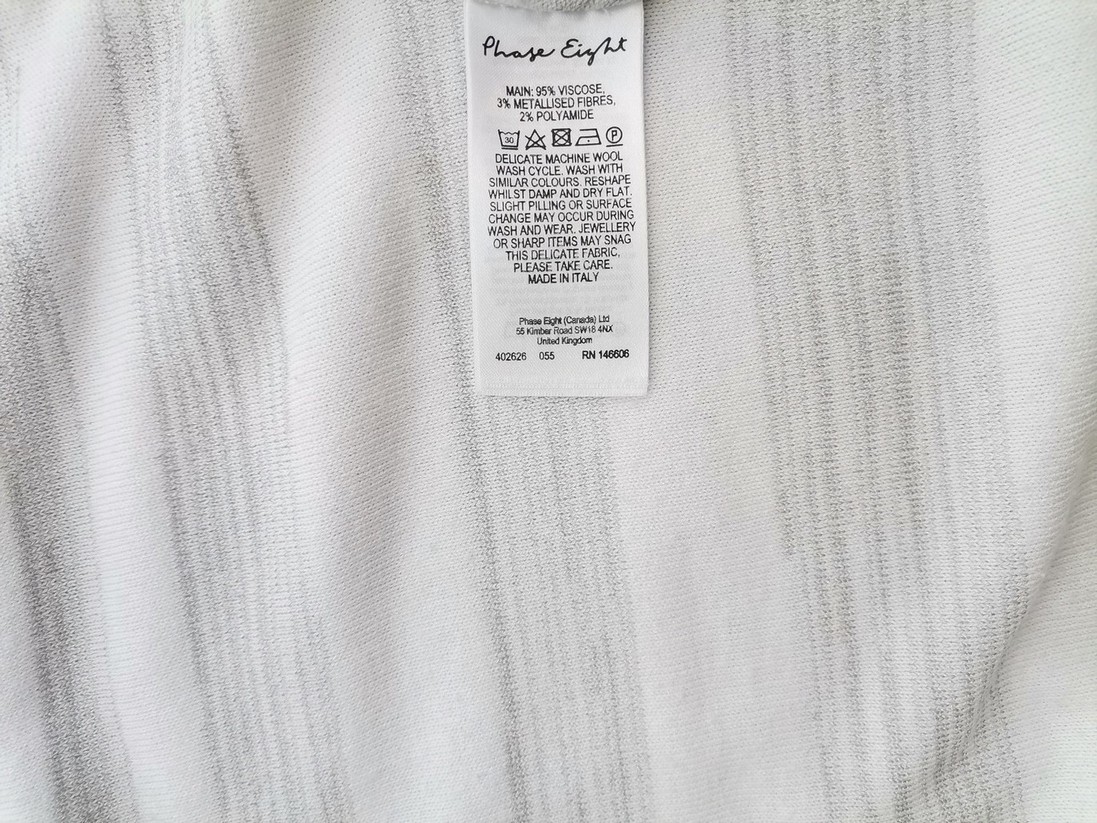 Phase Eight
MAIN: 95% VISCOSE,
3% METALLISED FIBRES,
2% POLYAMIDE
30 P
DELICATE MACHINE WOOL
WASH CYCLE. WASH WITH
SIMILAR COLOURS. RESHAPE
WHILST DAMP AND DRY FLAT.
SLIGHT PILLING OR SURFACE
CHANGE MAY OCCUR DURING
WASH AND WEAR. JEWELLERY
OR SHARP ITEMS MAY SNAG
THIS DELICATE FABRIC,
PLEASE TAKE CARE.
MADE IN ITALY
Phase Eight (Canada) Ltd
55 Kimber Road SW18 4NX
United Kingdom
402626 055 RN 146606